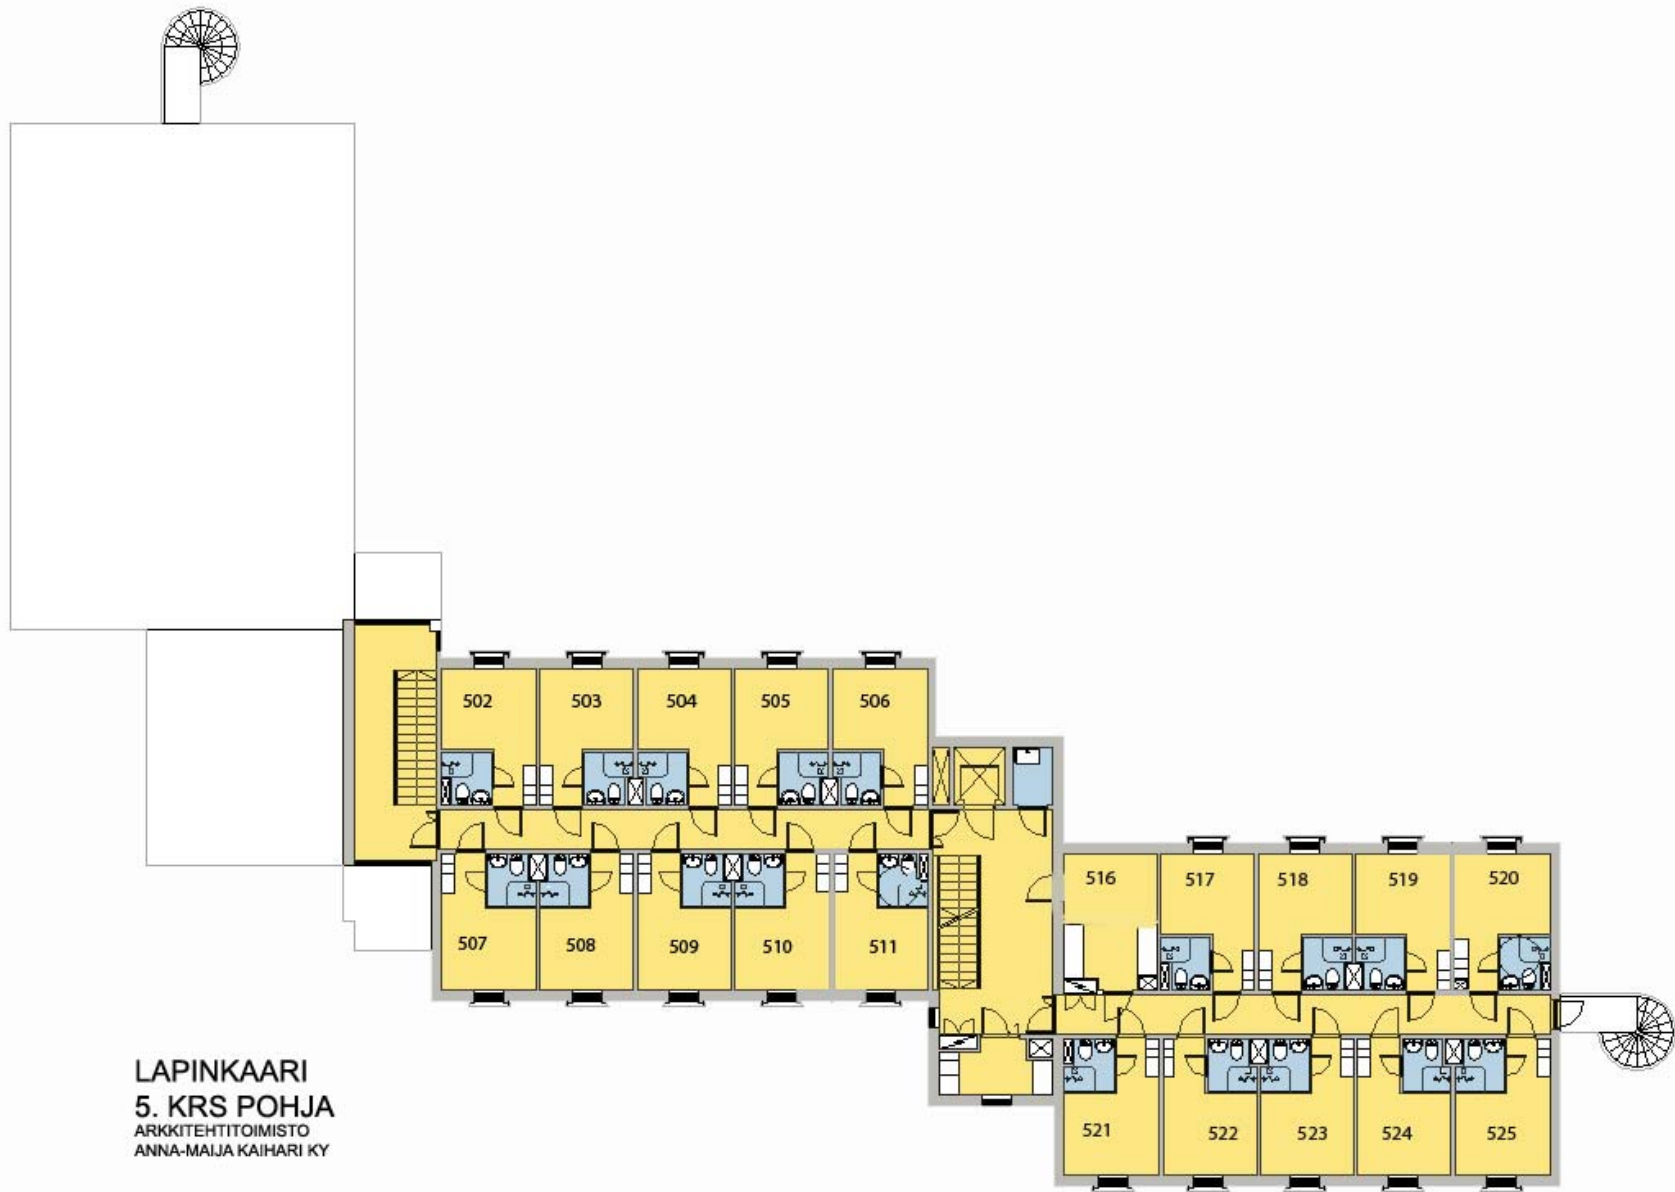 502 503 504 505 506
516 517 518 519 520
507 508 509 510 511
521 522 523 524 525
LAPINKAARI
5. KRS POHJA
ARKKITEHTITOIMISTO
ANNA-MAIJA KAIHARI KY